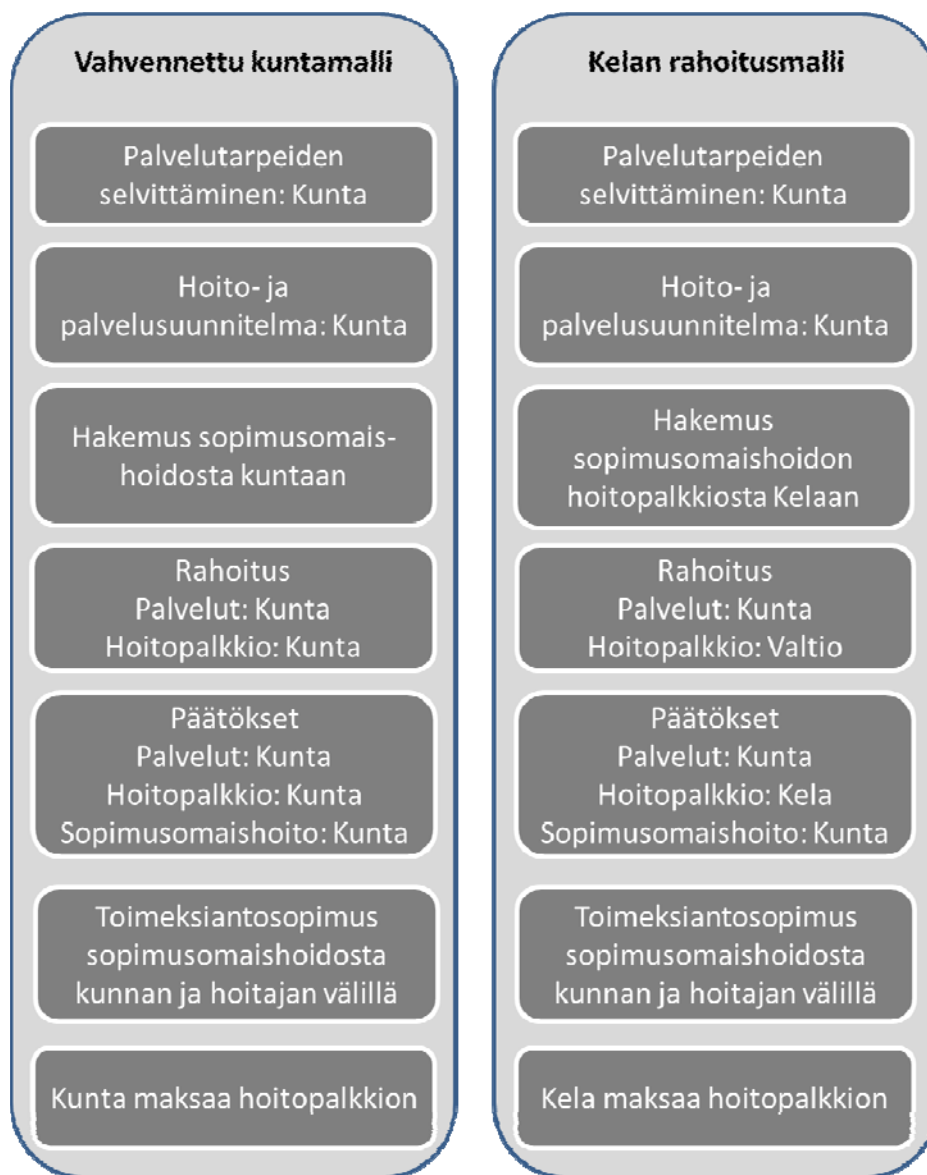 Vahvennettu kuntamalli
Palvelutarpeiden
selvittäminen: Kunta
Hoito- ja
palvelusuunnitelma: Kunta
Hakemus sopimusomais-
hoidosta kuntaan
Rahoitus
Palvelut: Kunta
Hoitopalkkio: Kunta
Päätökset
Palvelut: Kunta
Hoitopalkkio: Kunta
Sopimusomaishoito: Kunta
Toimeksiantosopimus
sopimusomaishoidosta
kunnan ja hoitajan välillä
Kunta maksaa hoitopalkkion
Kelan rahoitusmalli
Palvelutarpeiden
selvittäminen: Kunta
Hoito- ja
palvelusuunnitelma: Kunta
Hakemus
sopimusomaishoidon
hoitopalkkiosta Kelaan
Rahoitus
Palvelut: Kunta
Hoitopalkkio: Valtio
Päätökset
Palvelut: Kunta
Hoitopalkkio: Kela
Sopimusomaishoito: Kunta
Toimeksiantosopimus
sopimusomaishoidosta
kunnan ja hoitajan välillä
Kela maksaa hoitopalkkion